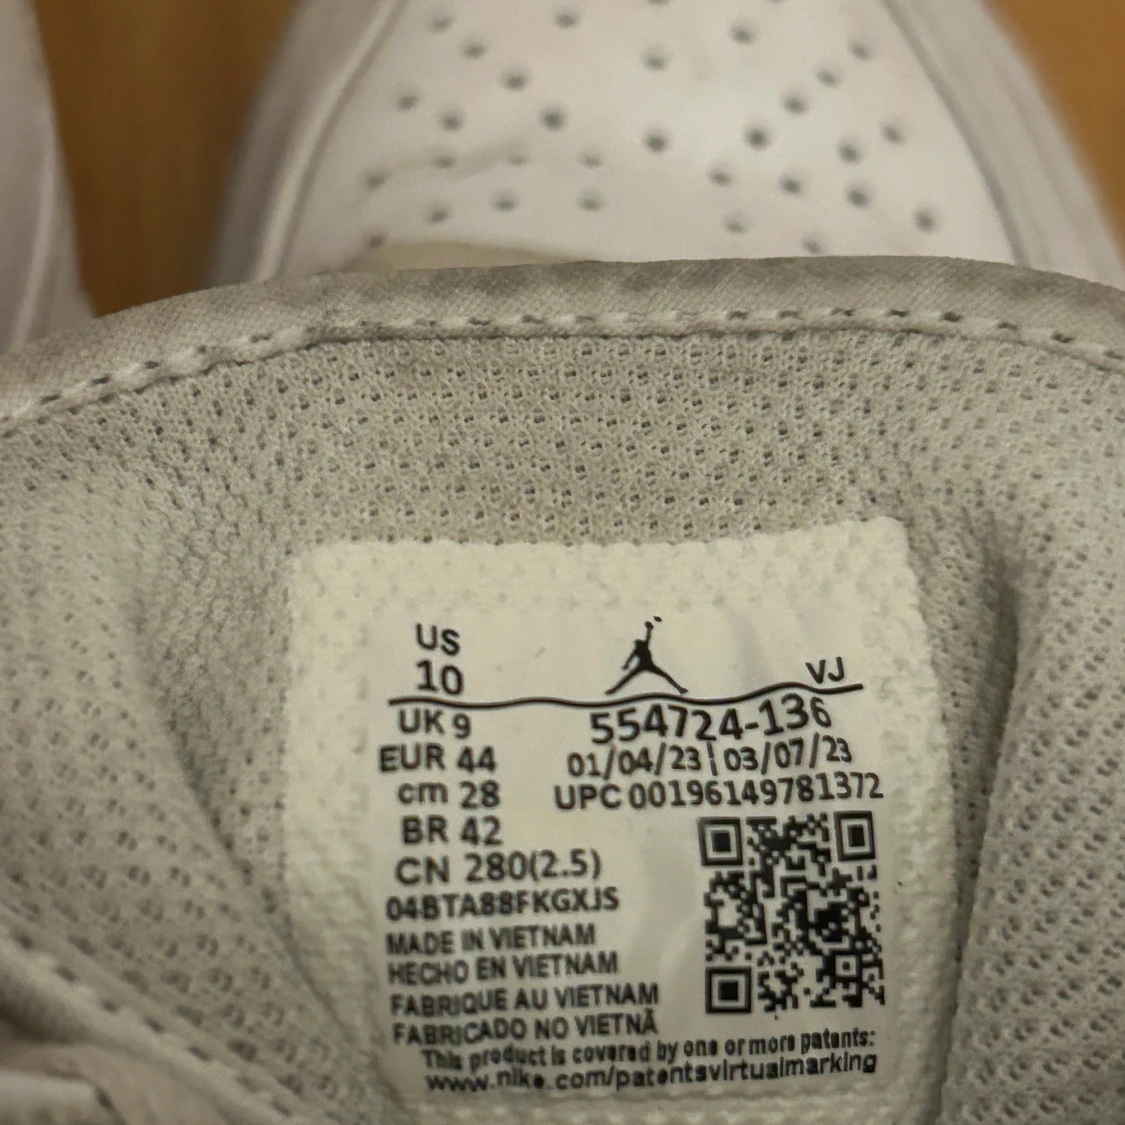 US
10
VJ
UK 9
554724-136
EUR 44
01/04/23 | 03/07/23
cm 28
UPC 00196149781372
BR 42
CN 280(2.5)
04BTA88FKGXJS
MADE IN VIETNAM
HECHO EN VIETNAM
FABRIQUE AU VIETNAM
FABRICADO NO VIETNÃ
This product is covered by one or more patents:
www.nike.com/patentsvirtualmarking